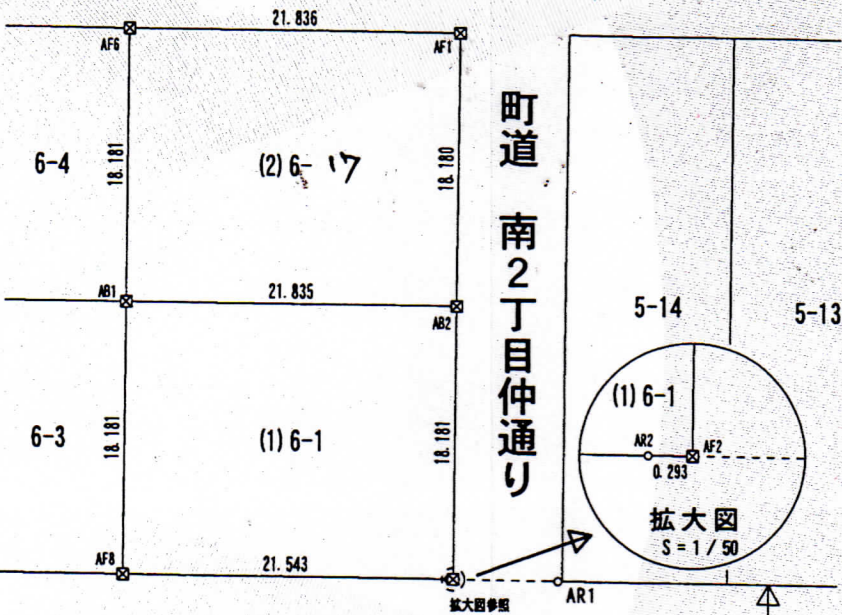 21.836
AF6
AF1
6-4
18.181
(2) 6- 17
18.180
町道 南2丁目仲通り
AB1
21.835
AB2
5-14
5-13
6-3
18.181
(1) 6-1
18.181
(1) 6-1
AR2
AF2
0.293
拡大図
S = 1 / 50
AF8
21.543
拡大図参照
AR1